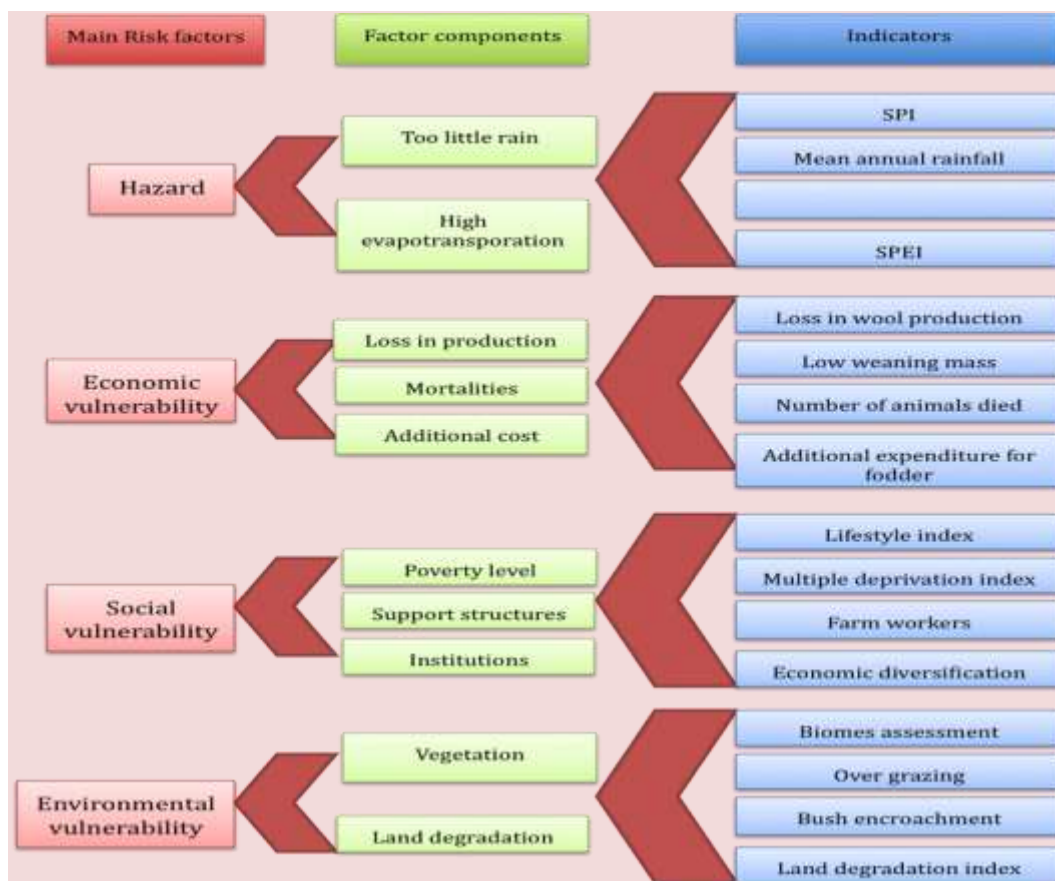 Main Risk factors
Factor components
Indicators
Hazard
Too little rain
High
evapotransporation
SPI
Mean annual rainfall
SPEI
Economic
vulnerability
Loss in production
Mortalities
Additional cost
Loss in wool production
Low weaning mass
Number of animals died
Additional expenditure for
fodder
Social
vulnerability
Poverty level
Support structures
Institutions
Lifestyle index
Multiple deprivation index
Farm workers
Economic diversification
Environmental
vulnerability
Vegetation
Land degradation
Biomes assessment
Over grazing
Bush encroachment
Land degradation index